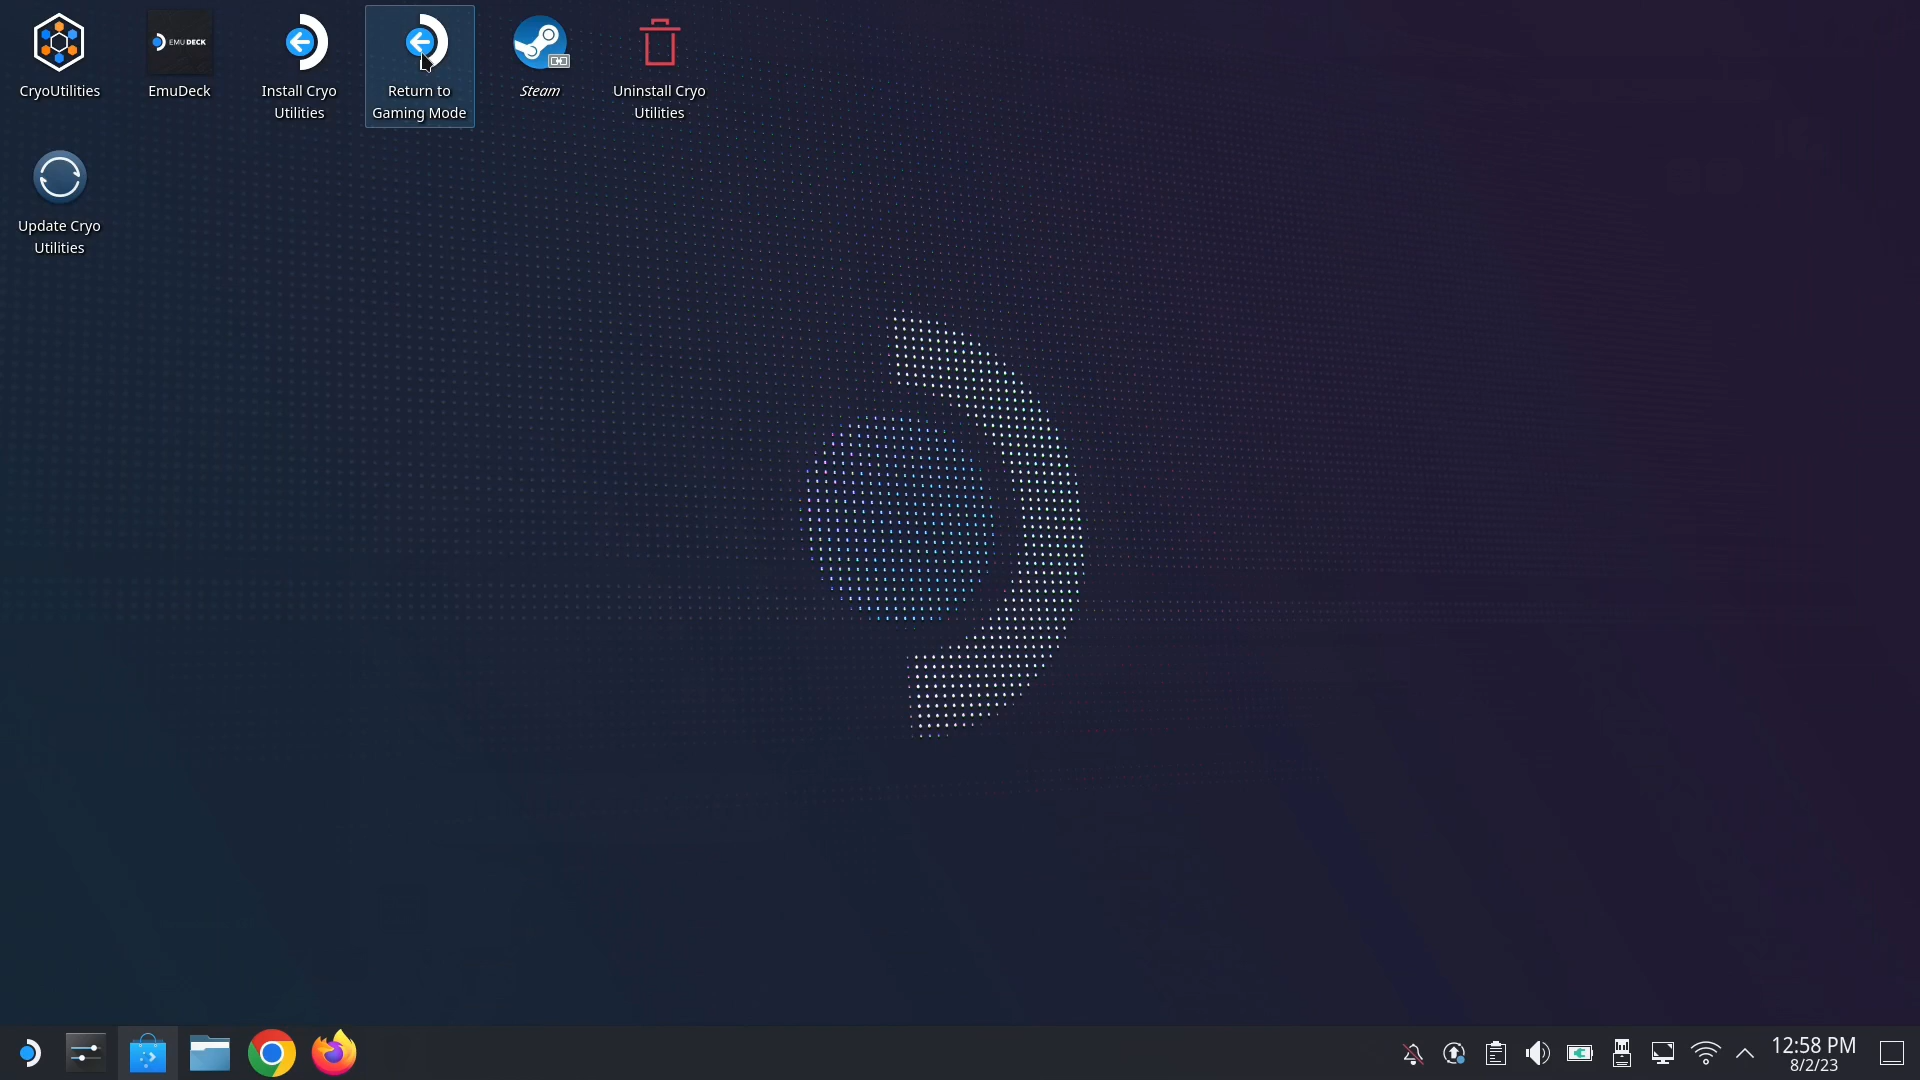 CryoUtilities
EMUDECK
EmuDeck
Install Cryo
Utilities
Return to
Gaming Mode
Steam
Uninstall Cryo
Utilities
Update Cryo
Utilities
12:58 PM
8/2/23